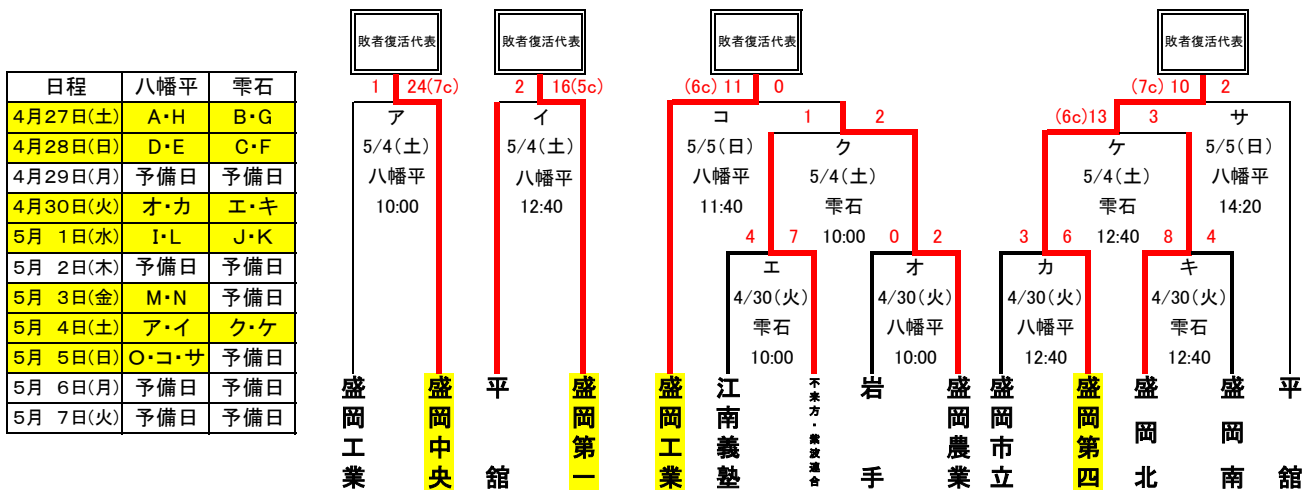 敗者復活代表 敗者復活代表 敗者復活代表 敗者復活代表
1 24(7c) 2 16(5c) (6c) 11 0 (7c) 10 2
日程 八幡平 雫石
4月27日(土) A・H B・G
4月28日(日) D・E C・F
4月29日(月) 予備日 予備日
4月30日(火) オ・カ エ・キ
5月 1日(水) I・L J・K
5月 2日(木) 予備日 予備日
5月 3日(金) M・N 予備日
5月 4日(土) ア・イ ク・ケ
5月 5日(日) O・コ・サ 予備日
5月 6日(月) 予備日 予備日
5月 7日(火) 予備日 予備日
ア
5/4(土)
八幡平
10:00
イ
5/4(土)
八幡平
12:40
コ
5/5(日)
八幡平
11:40
1 2
ク
5/4(土)
雫石
10:00
(6c)13 3
ケ
5/4(土)
雫石
12:40
サ
5/5(日)
八幡平
14:20
4 7
エ
4/30(火)
雫石
10:00
0 2
オ
4/30(火)
八幡平
10:00
3 6
カ
4/30(火)
八幡平
12:40
8 4
キ
4/30(火)
雫石
12:40
盛岡工業
盛岡中央
平舘
盛岡第一
盛岡工業
江南義塾
不来方・紫波連合
岩手
盛岡農業
盛岡市立
盛岡第四
盛岡北
盛岡南
平舘